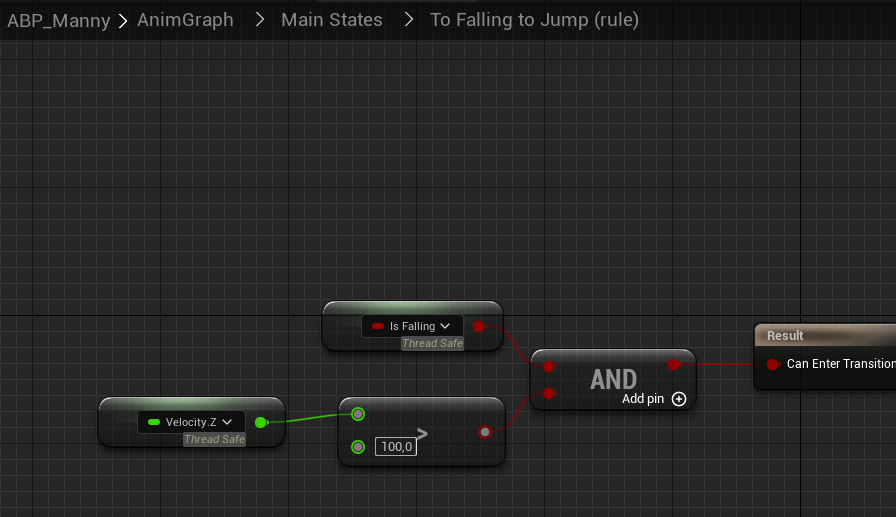 ABP_Manny > AnimGraph > Main States > To Falling to Jump (rule)
Is Falling
Thread Safe
Result
Can Enter Transition
AND
Add pin
Velocity.Z
Thread Safe
>
100,0